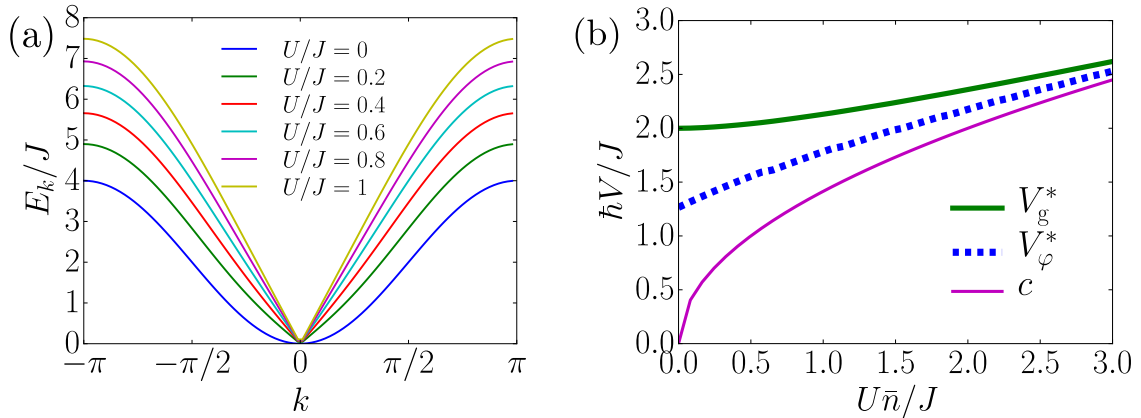 (a)
8
7
6
5
4
3
2
1
0
E_k/J
U/J = 0
U/J = 0.2
U/J = 0.4
U/J = 0.6
U/J = 0.8
U/J = 1
−π
−π/2
0
π/2
π
k
(b)
3.0
2.5
2.0
1.5
1.0
0.5
0.0
ħV/J
V_g^*
V_φ^*
c
0.0
0.5
1.0
1.5
2.0
2.5
3.0
Un̄/J